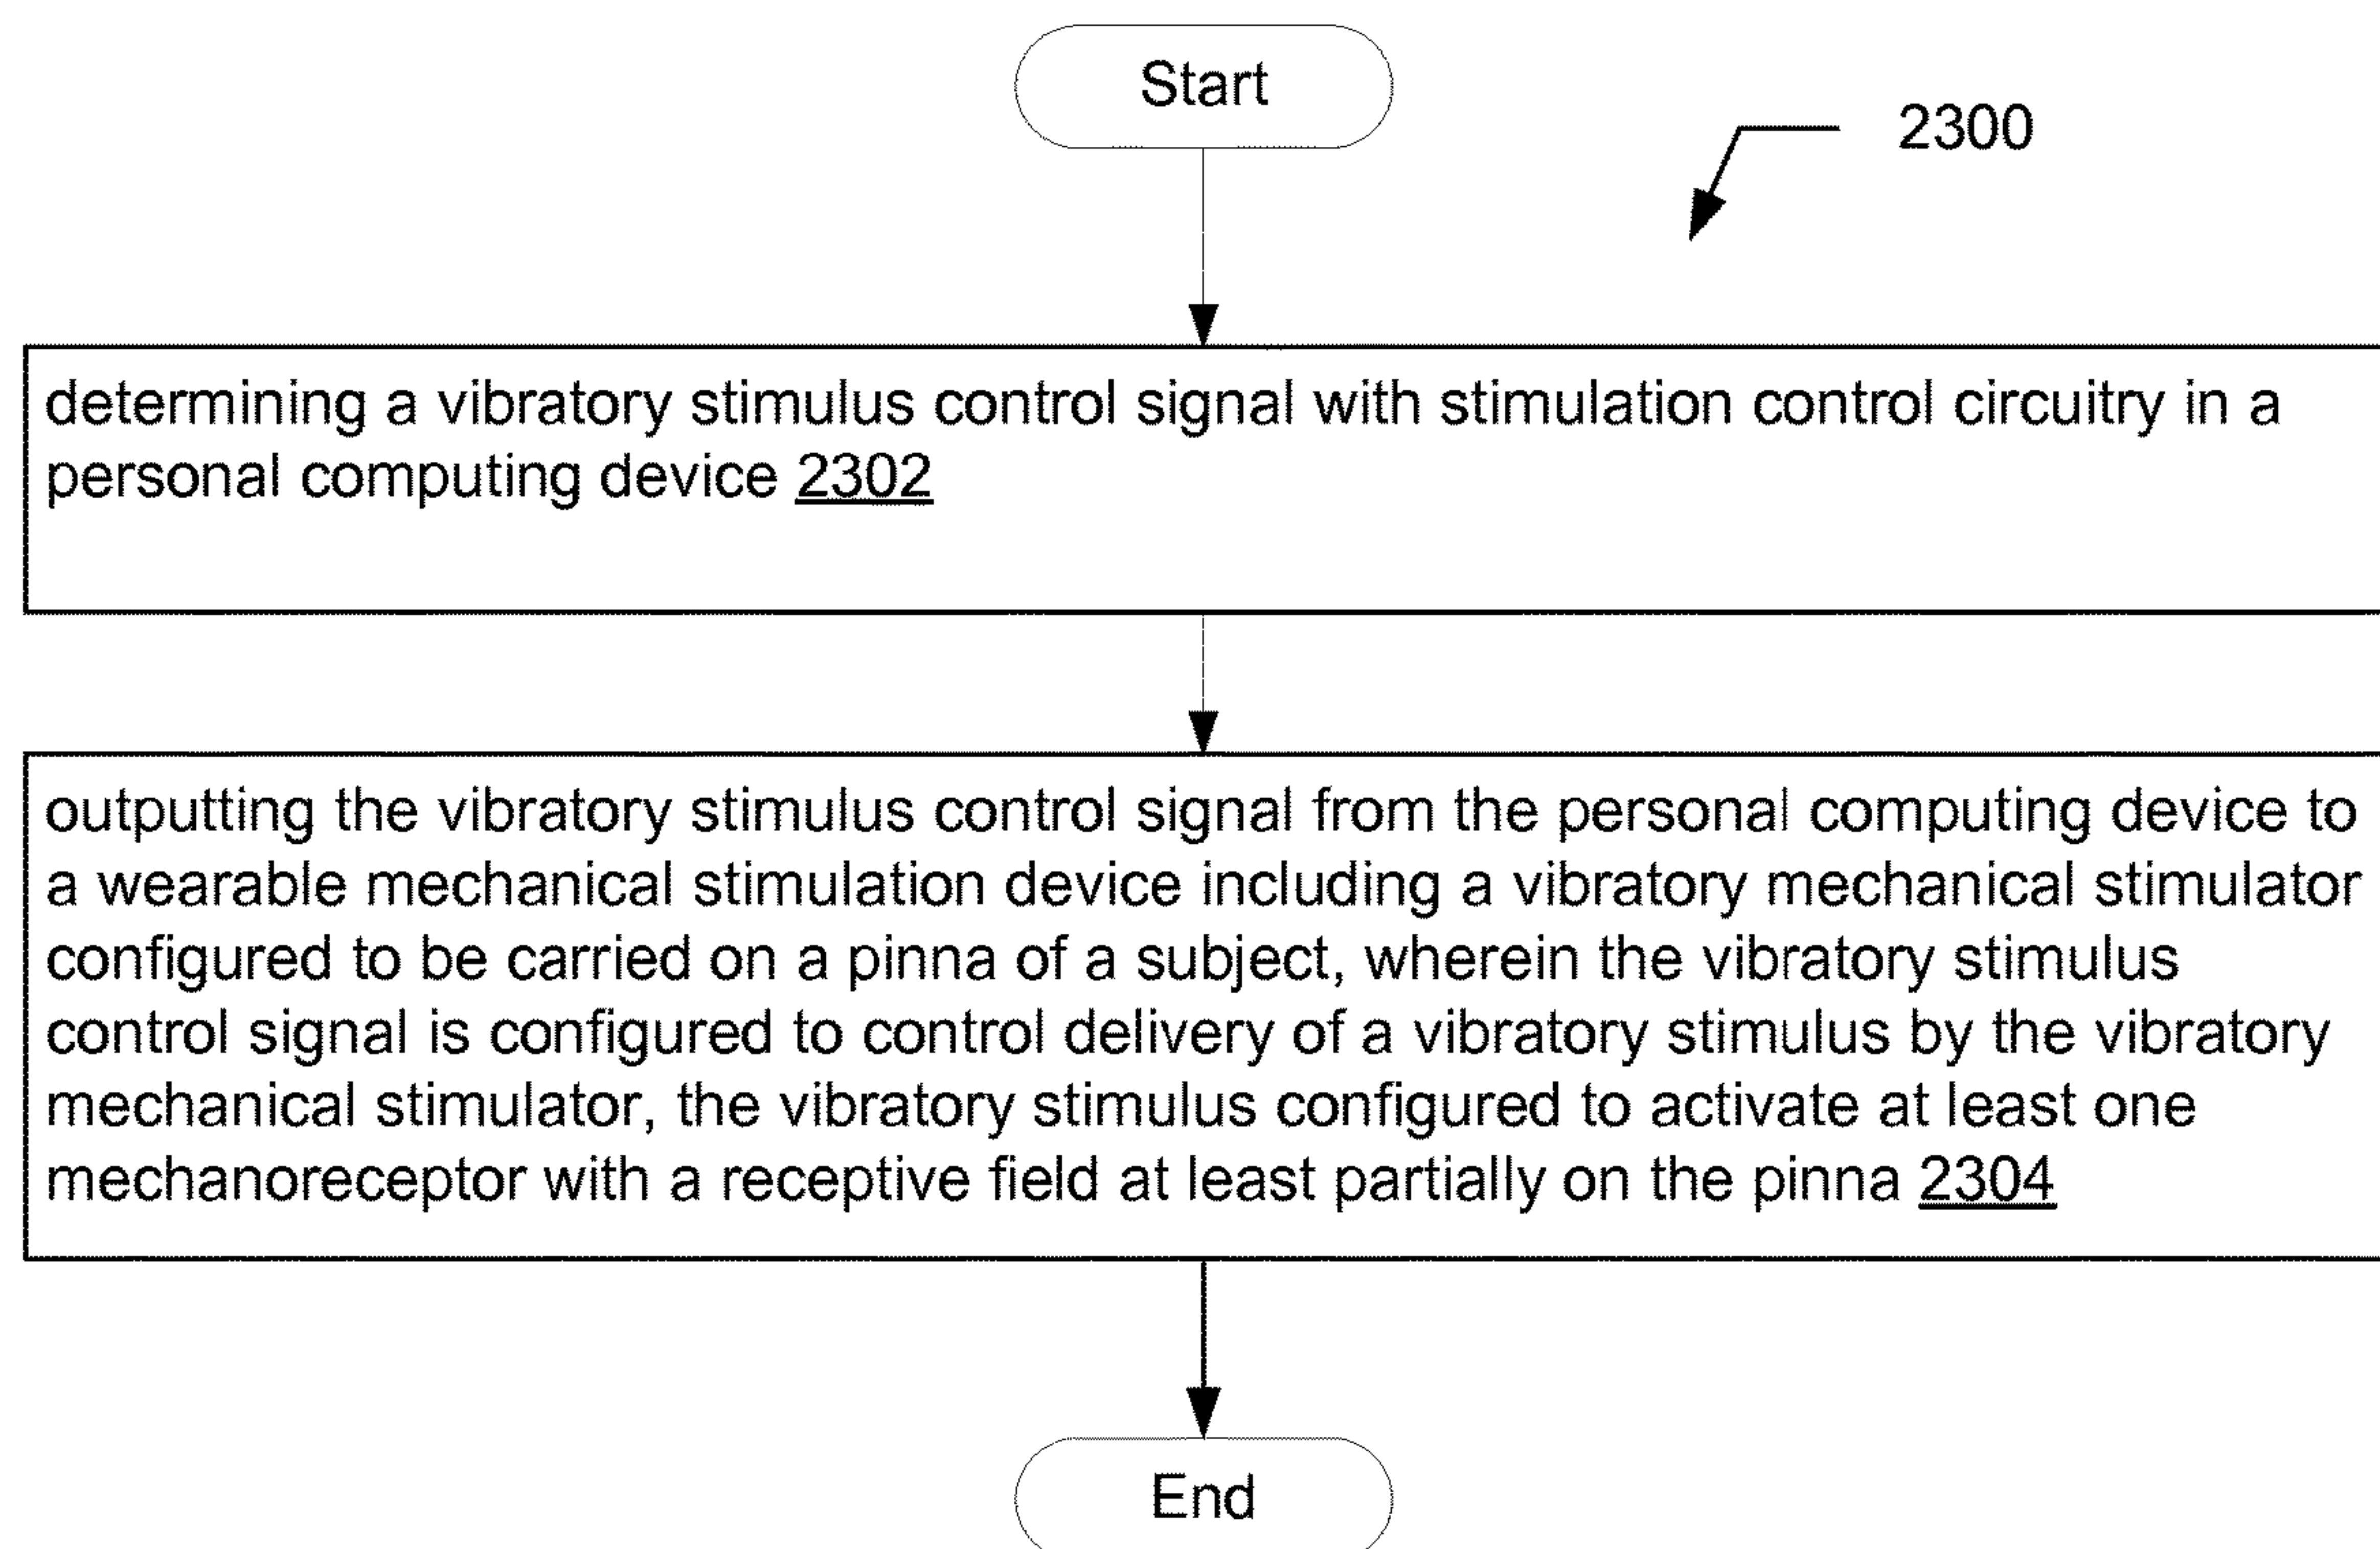 Start
2300
determining a vibratory stimulus control signal with stimulation control circuitry in a
personal computing device 2302
outputting the vibratory stimulus control signal from the personal computing device to
a wearable mechanical stimulation device including a vibratory mechanical stimulator
configured to be carried on a pinna of a subject, wherein the vibratory stimulus
control signal is configured to control delivery of a vibratory stimulus by the vibratory
mechanical stimulator, the vibratory stimulus configured to activate at least one
mechanoreceptor with a receptive field at least partially on the pinna 2304
End